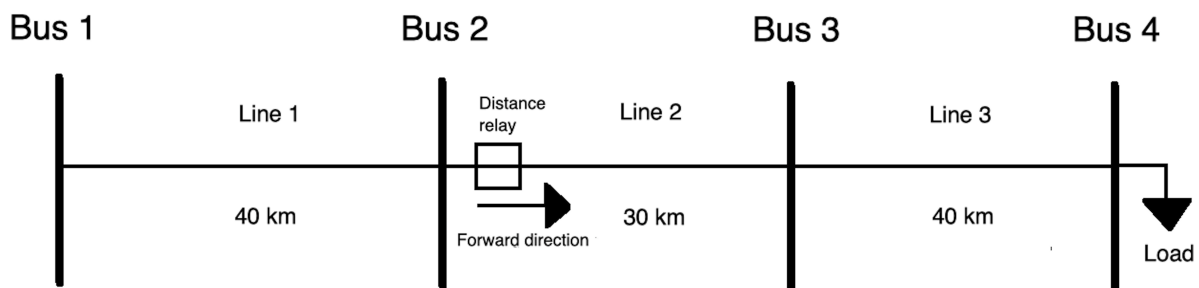 Bus 1
Bus 2
Bus 3
Bus 4
Line 1
Distance
relay
Line 2
Line 3
40 km
30 km
40 km
Forward direction
Load